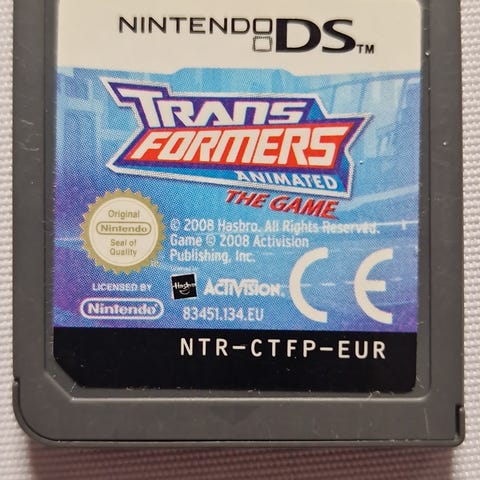 NINTENDO DS™
TRANS
FORMERS
ANIMATED
THE GAME
Original
Nintendo
Seal of
Quality
© 2008 Hasbro. All Rights Reserved.
Game © 2008 Activision
Publishing, Inc.
LICENSED BY
Nintendo
Hasbro
ACTIVISION
CE
83451.134.EU
NTR-CTFP-EUR